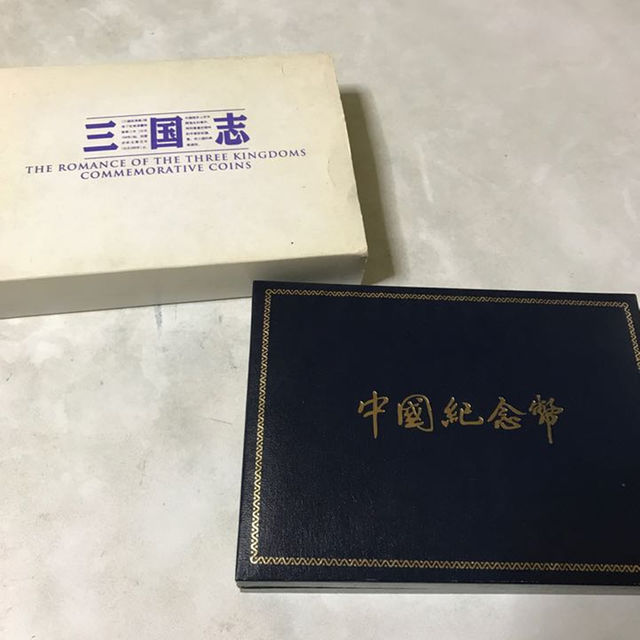 三国志
THE ROMANCE OF THE THREE KINGDOMS
COMMEMORATIVE COINS
中國紀念幣